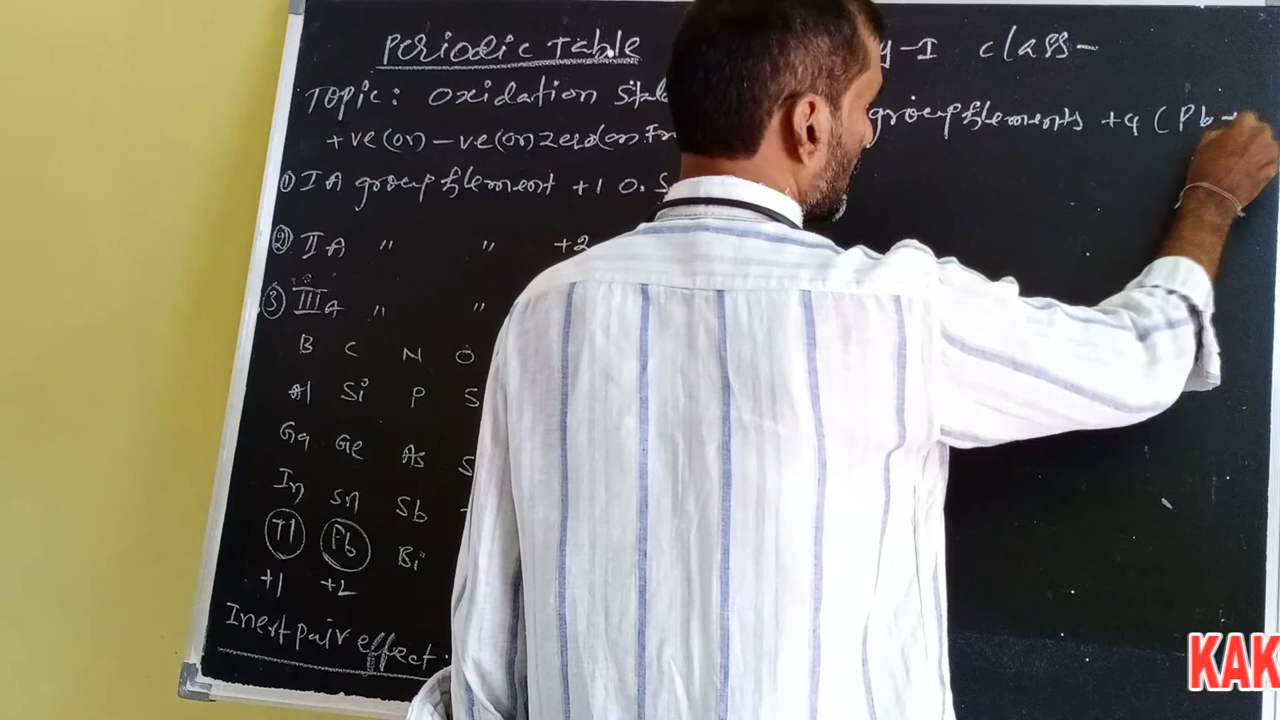 Periodic Table y-I class-
Topic: Oxidation State group Elements +4 (Pb-
+ve (or) -ve (or) zero (or) Fr
① IA group Element +1 O.S
② IIA " " +2
③ IIIA " "
B C N O
Al Si P S
Ga Ge As S
In Sn Sb
Tl Pb Bi
+1 +2
Inert pair effect.
KAK